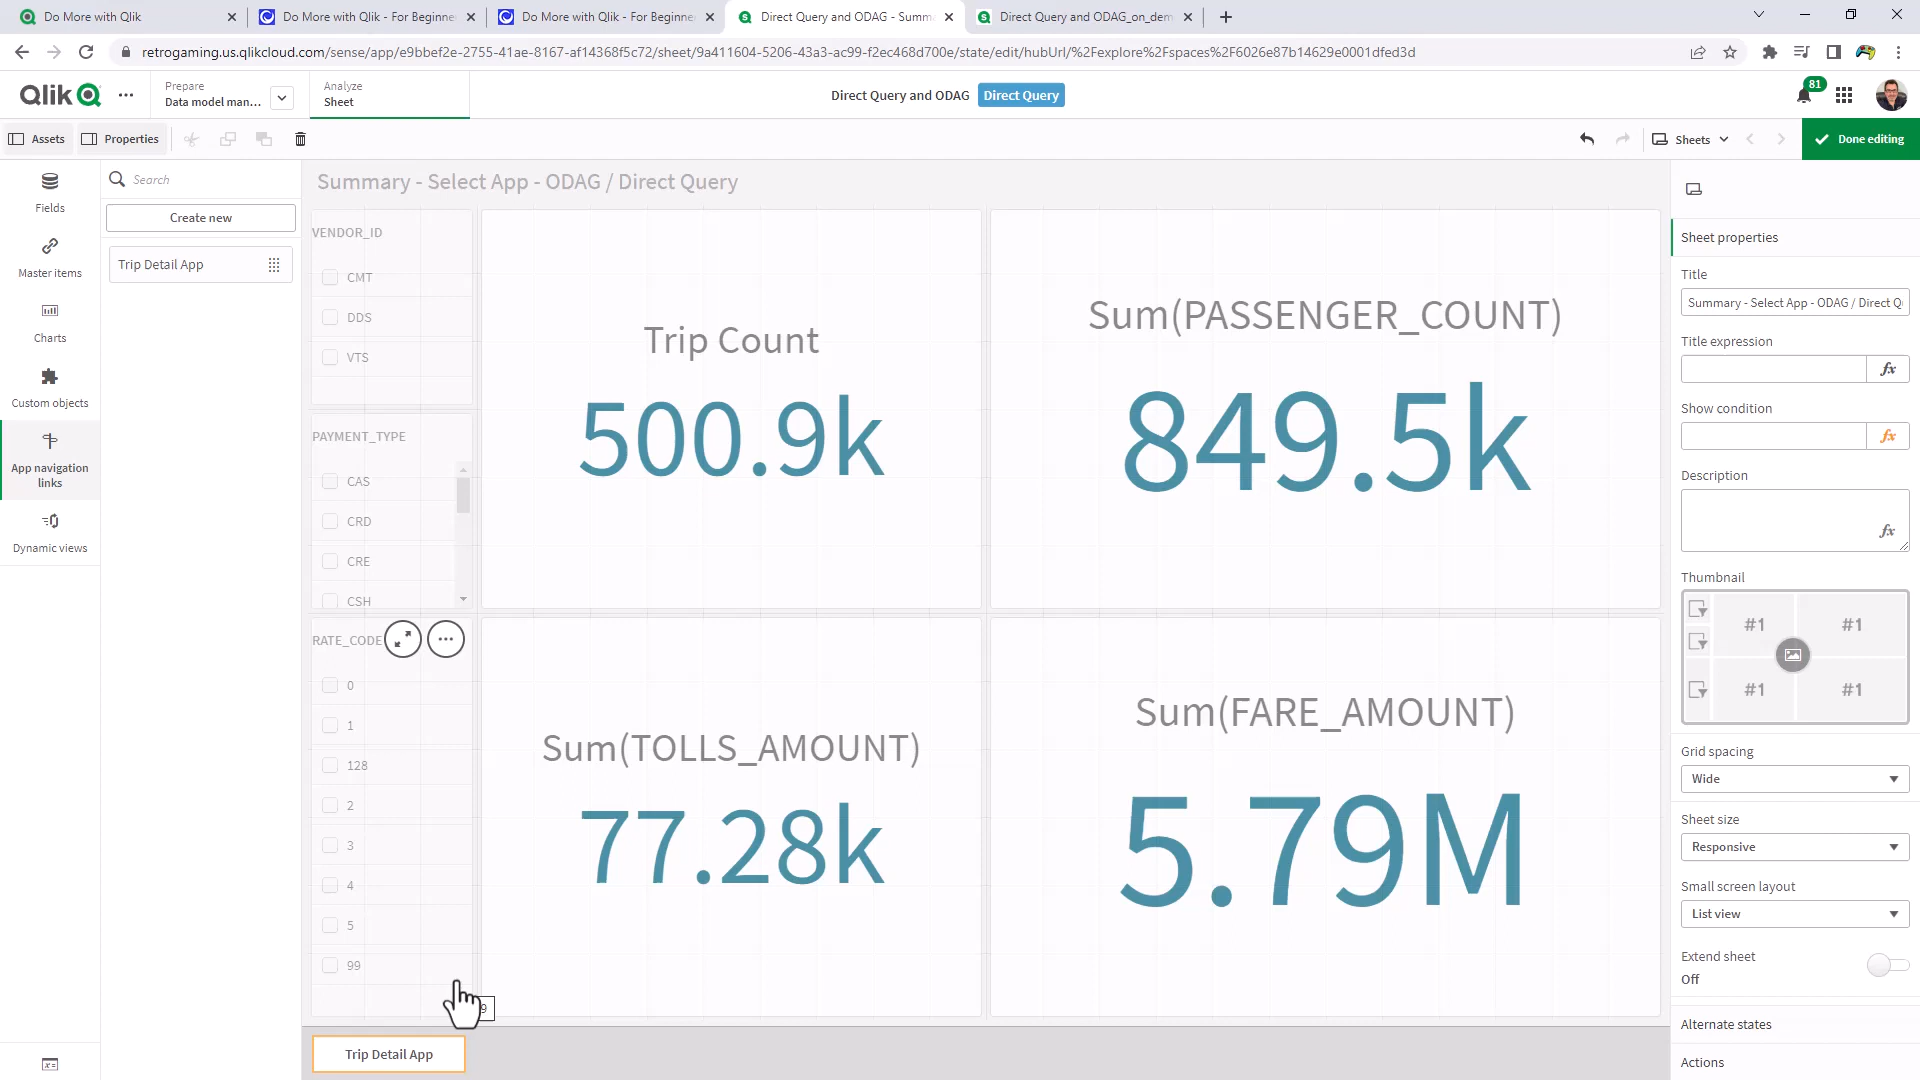 Do More with Qlik
Do More with Qlik - For Beginne
Do More with Qlik - For Beginne
Direct Query and ODAG - Summ
Direct Query and ODAG_on_dem
retrogaming.us.qlikcloud.com/sense/app/e9bbef2e-2755-41ae-8167-af14368f5c72/sheet/9a411604-5206-43a3-ac99-f2ec468d700e/state/edit/hubUrl/%2Fexplore%2Fspaces%2F6026e87b14629e0001dfed3d
Qlik
Prepare
Data model man...
Analyze
Sheet
Direct Query and ODAG
Direct Query
81
Assets
Properties
Sheets
Done editing
Fields
Master items
Charts
Custom objects
App navigation
links
Dynamic views
Search
Create new
Trip Detail App
Summary - Select App - ODAG / Direct Query
VENDOR_ID
CMT
DDS
VTS
PAYMENT_TYPE
CAS
CRD
CRE
CSH
RATE_CODE
0
1
128
2
3
4
5
99
9
Trip Count
500.9k
Sum(PASSENGER_COUNT)
849.5k
Sum(TOLLS_AMOUNT)
77.28k
Sum(FARE_AMOUNT)
5.79M
Trip Detail App
Sheet properties
Title
Summary - Select App - ODAG / Direct Q
Title expression
fx
Show condition
fx
Description
fx
Thumbnail
#1
#1
#1
#1
Grid spacing
Wide
Sheet size
Responsive
Small screen layout
List view
Extend sheet
Off
Alternate states
Actions